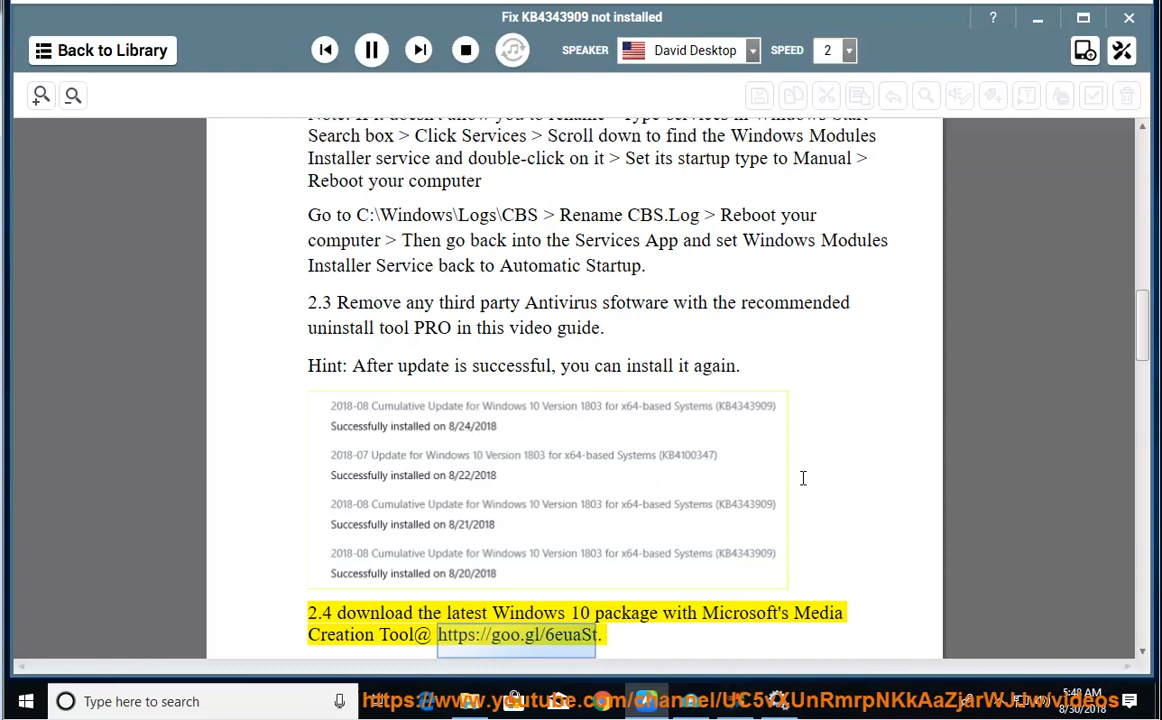 Fix KB4343909 not installed
?
Back to Library
SPEAKER
David Desktop
SPEED
2
Search box > Click Services > Scroll down to find the Windows Modules
Installer service and double-click on it > Set its startup type to Manual >
Reboot your computer
Go to C:\Windows\Logs\CBS > Rename CBS.Log > Reboot your
computer > Then go back into the Services App and set Windows Modules
Installer Service back to Automatic Startup.
2.3 Remove any third party Antivirus sfotware with the recommended
uninstall tool PRO in this video guide.
Hint: After update is successful, you can install it again.
2018-08 Cumulative Update for Windows 10 Version 1803 for x64-based Systems (KB4343909)
Successfully installed on 8/24/2018
2018-07 Update for Windows 10 Version 1803 for x64-based Systems (KB4100347)
Successfully installed on 8/22/2018
2018-08 Cumulative Update for Windows 10 Version 1803 for x64-based Systems (KB4343909)
Successfully installed on 8/21/2018
2018-08 Cumulative Update for Windows 10 Version 1803 for x64-based Systems (KB4343909)
Successfully installed on 8/20/2018
2.4 download the latest Windows 10 package with Microsoft's Media
Creation Tool@ https://goo.gl/6euaSt.
Type here to search
5:48 AM
8/30/2018